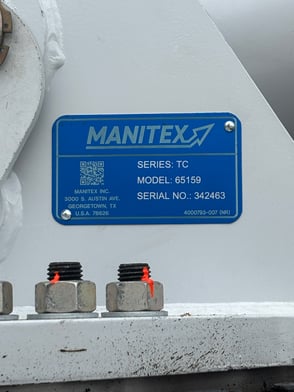 MANITEX
SERIES: TC
MODEL: 65159
SERIAL NO.: 342463
MANITEX INC.
3000 S. AUSTIN AVE.
GEORGETOWN, TX
U.S.A. 78626
4000793-007 (NR)